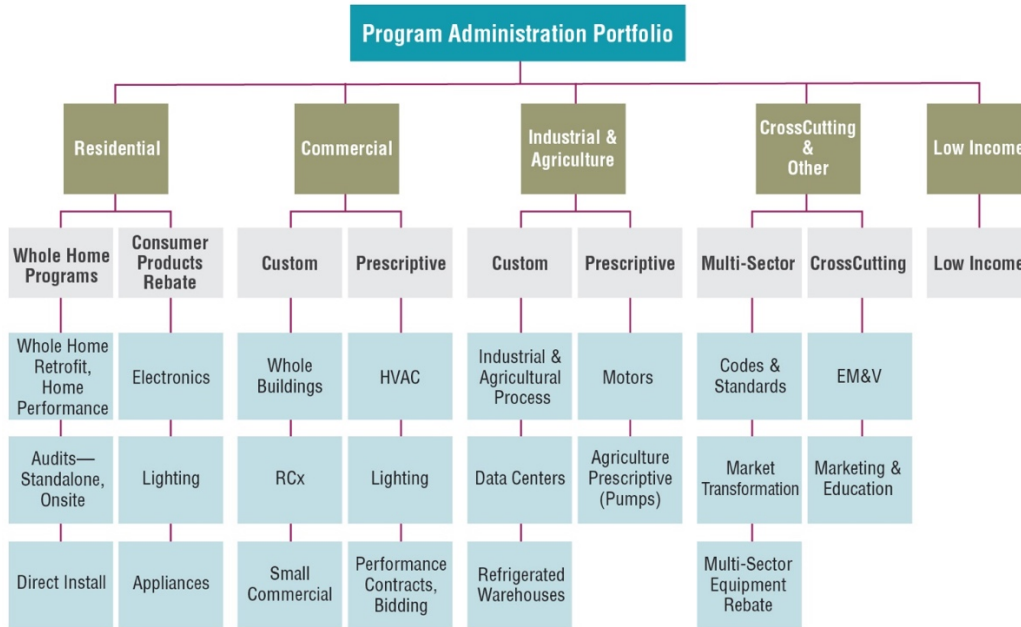 Program Administration Portfolio
Residential
Commercial
Industrial &
Agriculture
CrossCutting
&
Other
Low Income
Whole Home
Programs
Consumer
Products
Rebate
Custom
Prescriptive
Custom
Prescriptive
Multi-Sector
CrossCutting
Low Income
Whole Home
Retrofit,
Home
Performance
Electronics
Whole
Buildings
HVAC
Industrial &
Agricultural
Process
Motors
Codes &
Standards
EM&V
Audits—
Standalone,
Onsite
Lighting
RCx
Lighting
Data Centers
Agriculture
Prescriptive
(Pumps)
Market
Transformation
Marketing &
Education
Direct Install
Appliances
Small
Commercial
Performance
Contracts,
Bidding
Refrigerated
Warehouses
Multi-Sector
Equipment
Rebate